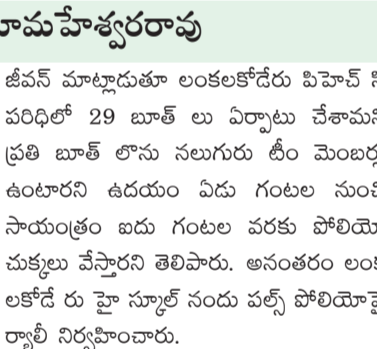 మహేశ్వరరావు
జీవన్ మాట్లాడుతూ లంకలకోడేరు పిహెచ్
పరిధిలో 29 బూత్ లు ఏర్పాటు చేశామ
ప్రతి బూత్ లొను నలుగురు టీం మెంబర్
ఉంటారని ఉదయం ఏడు గంటల నుంచి
సాయంత్రం ఐదు గంటల వరకు పోలియో
చుక్కలు వేస్తారని తెలిపారు. అనంతరం లంక
లకోడే రు హై స్కూల్ నందు పల్స్ పోలియోపై
ర్యాలీ నిర్వహించారు.